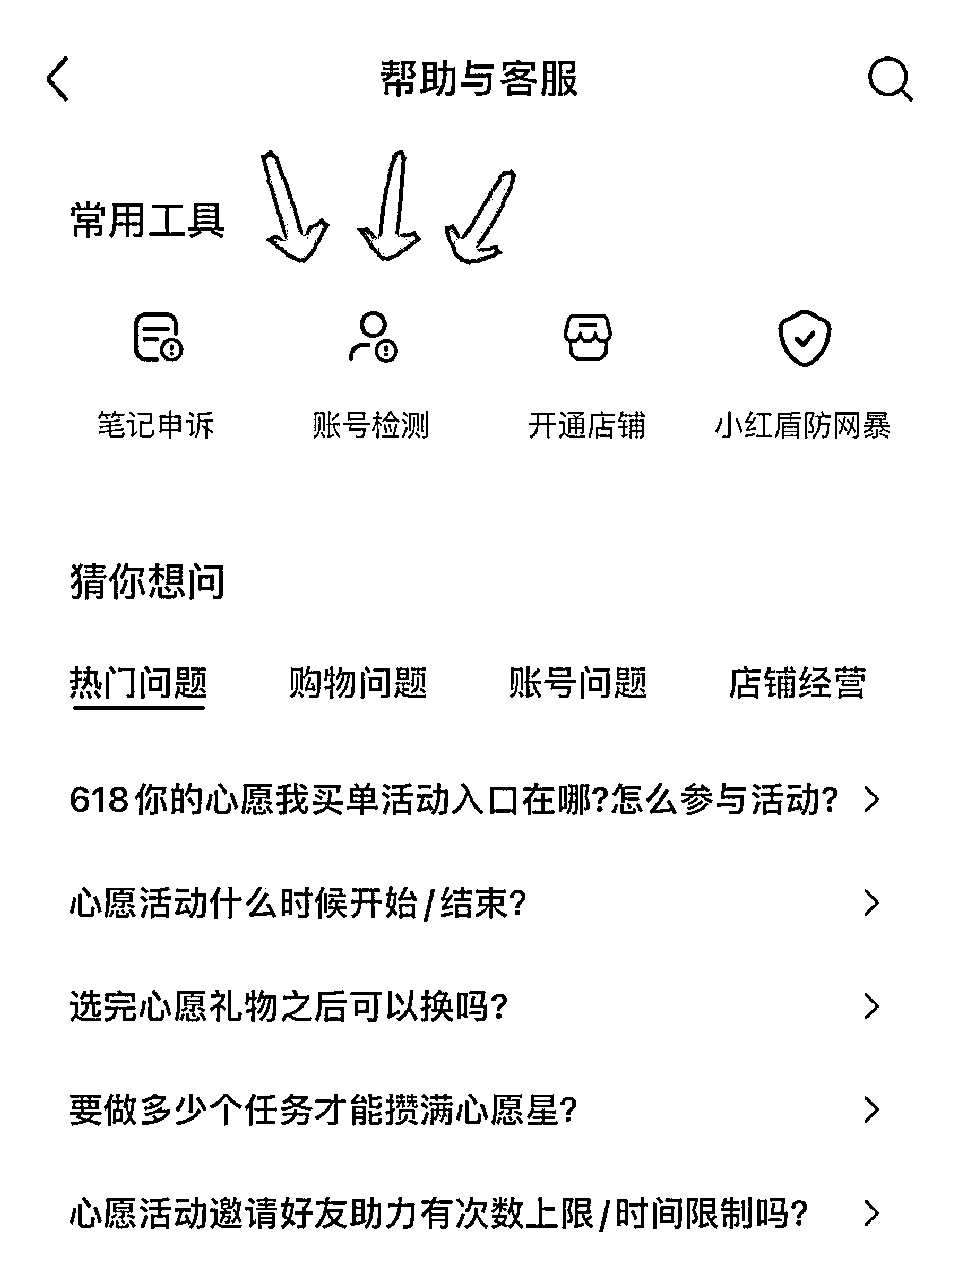 帮助与客服
常用工具
笔记申诉 账号检测 开通店铺 小红盾防网暴
猜你想问
热门问题 购物问题 账号问题 店铺经营
618你的心愿我买单活动入口在哪?怎么参与活动?
心愿活动什么时候开始/结束?
选完心愿礼物之后可以换吗?
要做多少个任务才能攒满心愿星?
心愿活动邀请好友助力有次数上限/时间限制吗?